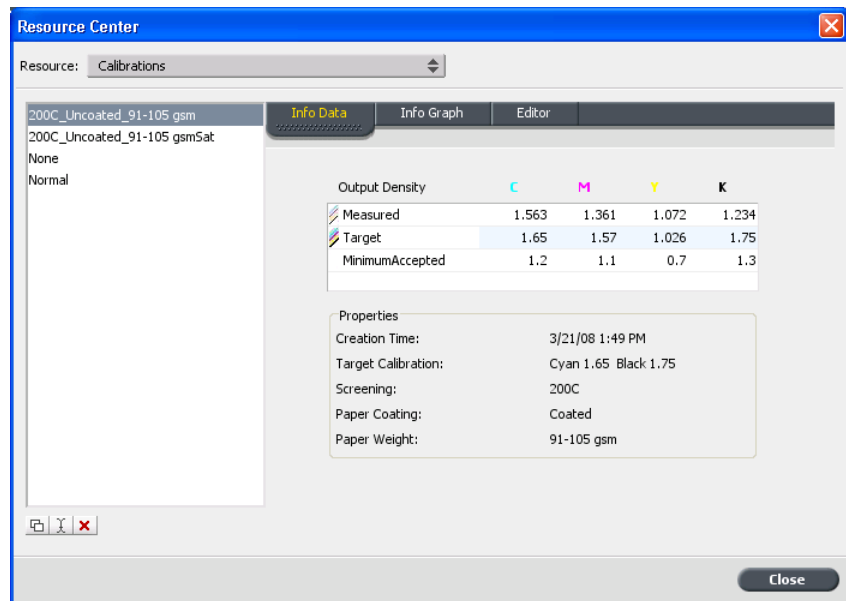 Resource Center
Resource: Calibrations
200C_Uncoated_91-105 gsm
200C_Uncoated_91-105 gsmSat
None
Normal
Info Data Info Graph Editor
Output Density C M Y K
Measured 1.563 1.361 1.072 1.234
Target 1.65 1.57 1.026 1.75
MinimumAccepted 1.2 1.1 0.7 1.3
Properties
Creation Time: 3/21/08 1:49 PM
Target Calibration: Cyan 1.65 Black 1.75
Screening: 200C
Paper Coating: Coated
Paper Weight: 91-105 gsm
Close